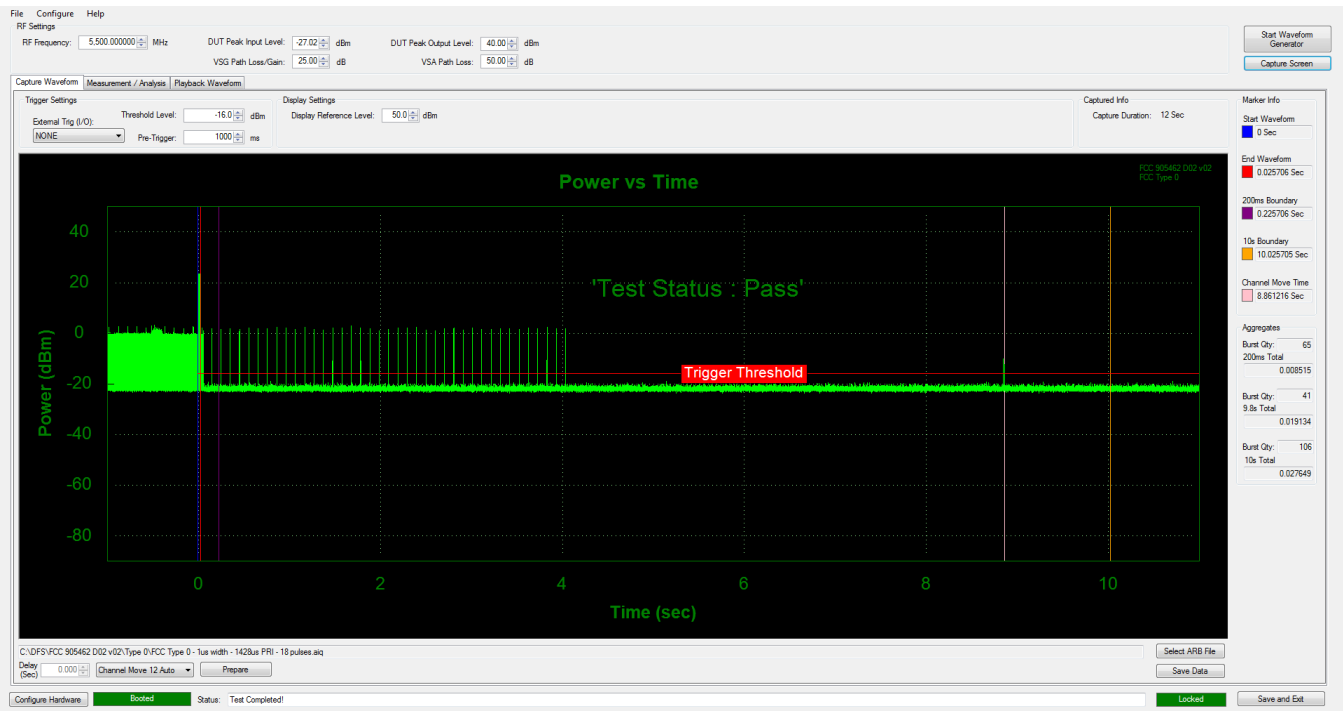 File Configure Help
RF Settings
RF Frequency: 5,500.000000 MHz DUT Peak Input Level: -27.02 dBm DUT Peak Output Level: 40.00 dBm
VSG Path Loss/Gain: 25.00 dB VSA Path Loss: 50.00 dB
Start Waveform
Generator
Capture Screen
Capture Waveform Measurement / Analysis Playback Waveform
Trigger Settings
External Trig (I/O): Threshold Level: -16.0 dBm
NONE Pre-Trigger: 1000 ms
Display Settings
Display Reference Level: 50.0 dBm
Captured Info
Capture Duration: 12 Sec
Power vs Time
FCC 905462 D02 v02
FCC Type 0
'Test Status : Pass'
Trigger Threshold
Power (dBm)
40
20
0
-20
-40
-60
-80
0 2 4 6 8 10
Time (sec)
Marker Info
Start Waveform
0 Sec
End Waveform
0.025706 Sec
200ms Boundary
0.225706 Sec
10s Boundary
10.025705 Sec
Channel Move Time
8.861216 Sec
Aggregates
Burst Qty: 65
200ms Total
0.008515
Burst Qty: 41
9.8s Total
0.019134
Burst Qty: 106
10s Total
0.027649
C:\DFS\FCC 905462 D02 v02\Type 0\FCC Type 0 - 1us width - 1428us PRI - 18 pulses.aiq
Select ARB File
Delay
(Sec) 0.000 Channel Move 12 Auto Prepare
Save Data
Configure Hardware Booted Status: Test Completed! Locked Save and Exit